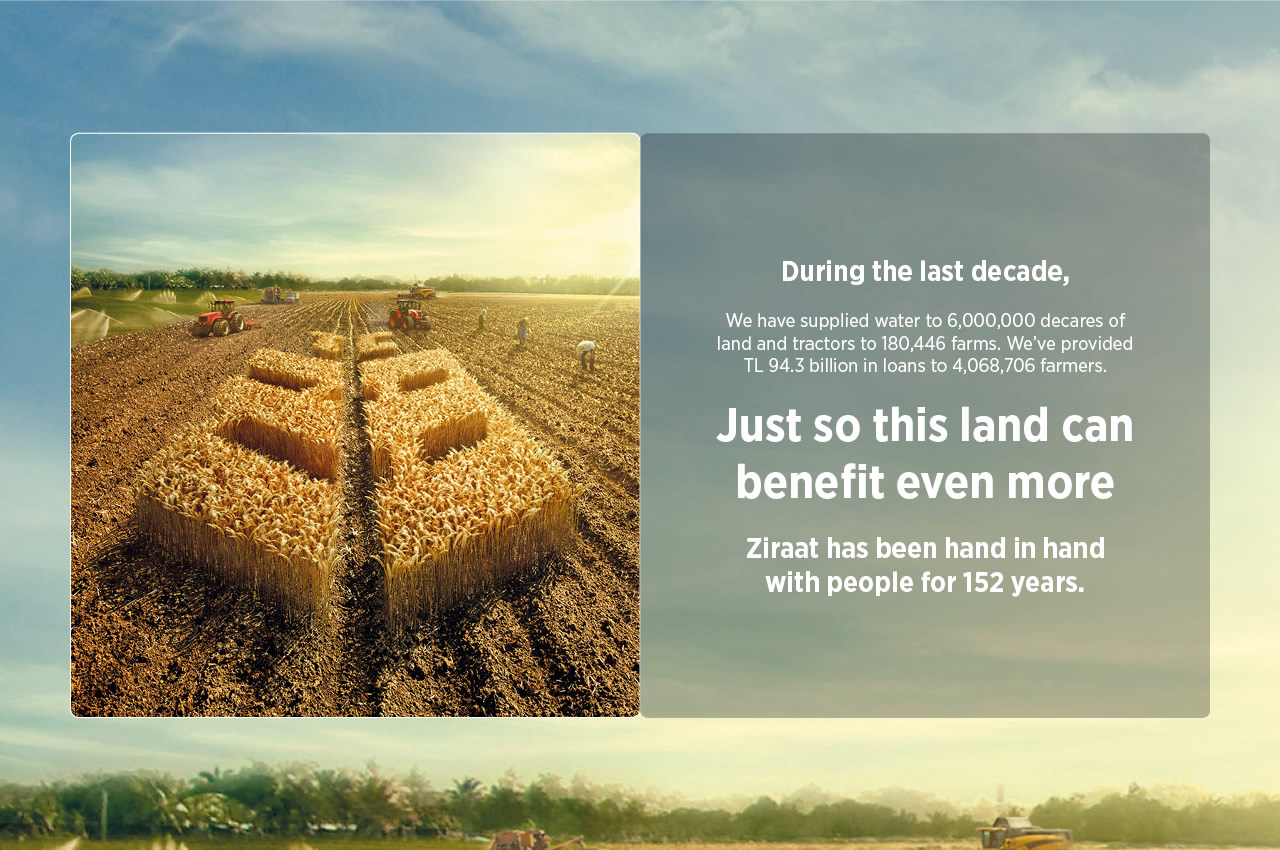 During the last decade,
We have supplied water to 6,000,000 decares of
land and tractors to 180,446 farms. We've provided
TL 94.3 billion in loans to 4,068,706 farmers.
Just so this land can
benefit even more
Ziraat has been hand in hand
with people for 152 years.